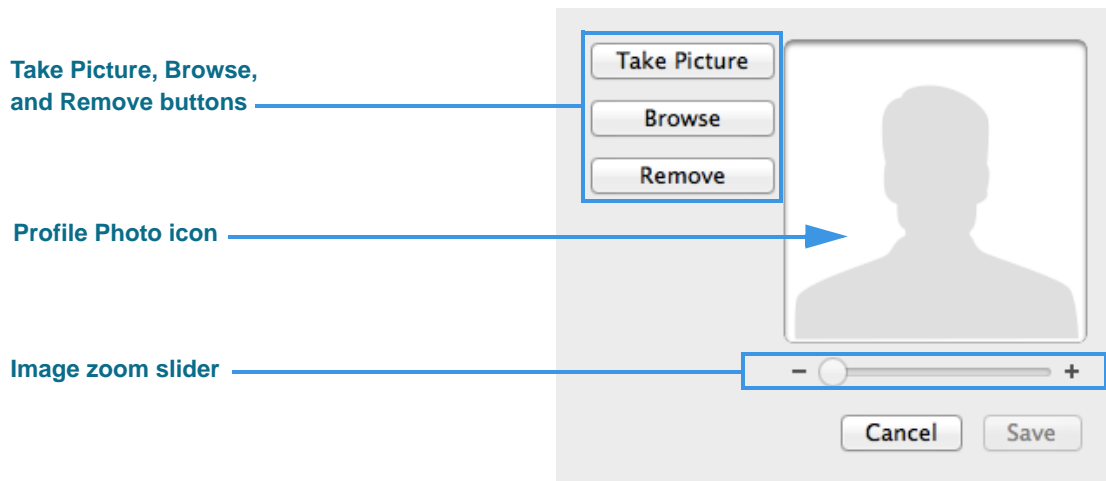 Take Picture, Browse,
and Remove buttons
Take Picture
Browse
Remove
Profile Photo icon
Image zoom slider
− +
Cancel Save